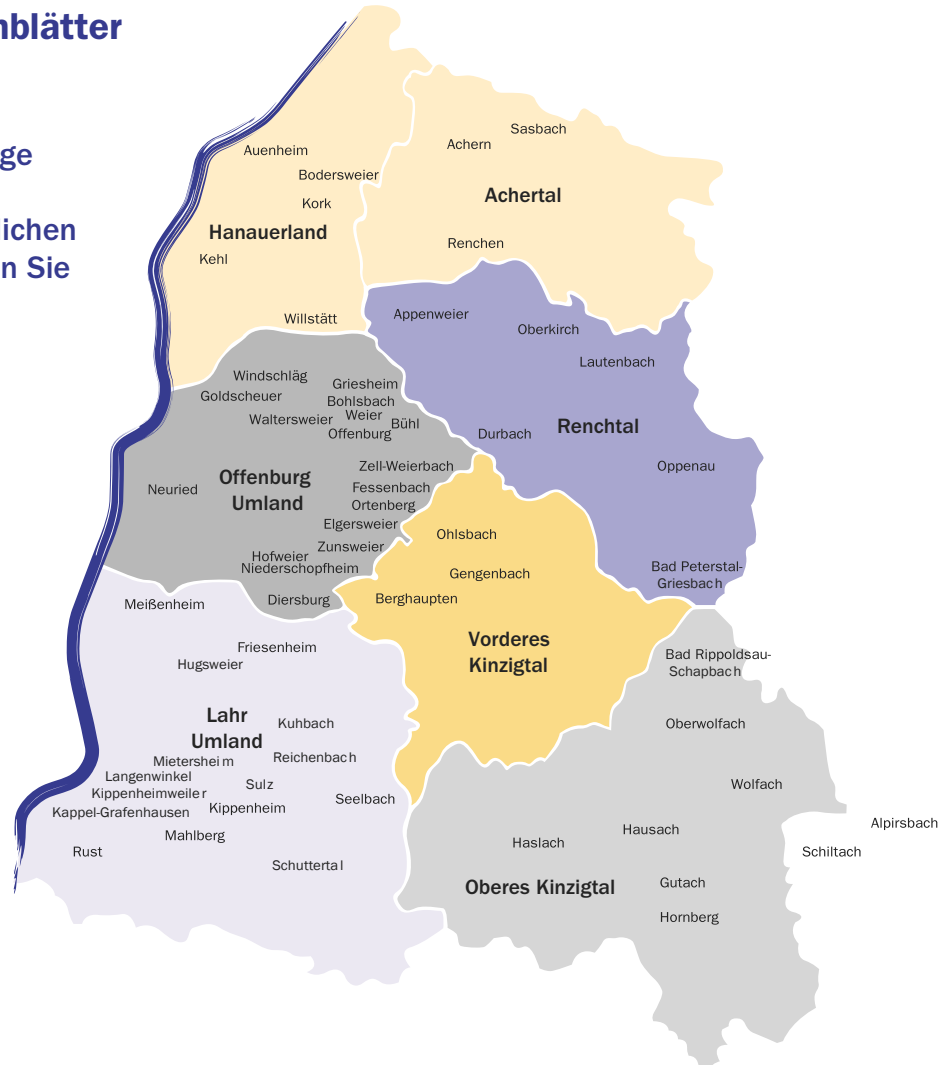 nblätter
ge
lichen
n Sie
Sasbach
Achern
Auenheim
Bodersweier
Achertal
Kork
Hanauerland
Renchen
Kehl
Appenweier
Willstätt
Oberkirch
Lautenbach
Windschläg
Griesheim
Goldscheuer
Bohlsbach
Weier
Waltersweier
Bühl
Offenburg
Durbach
Renchtal
Zell-Weierbach
Oppenau
Offenburg
Umland
Neuried
Fessenbach
Ortenberg
Elgersweier
Ohlsbach
Zunsweier
Hofweier
Niederschopfheim
Bad Peterstal-
Griesbach
Gengenbach
Diersburg
Berghaupten
Meißenheim
Vorderes
Kinzigtal
Friesenheim
Hugsweier
Bad Rippoldsau-
Schapbach
Lahr
Umland
Kuhbach
Oberwolfach
Mietersheim
Reichenbach
Langenwinkel
Sulz
Wolfach
Kippenheimweiler
Seelbach
Kappel-Grafenhausen
Kippenheim
Alpirsbach
Mahlberg
Hausach
Haslach
Rust
Schiltach
Schuttertal
Gutach
Oberes Kinzigtal
Hornberg